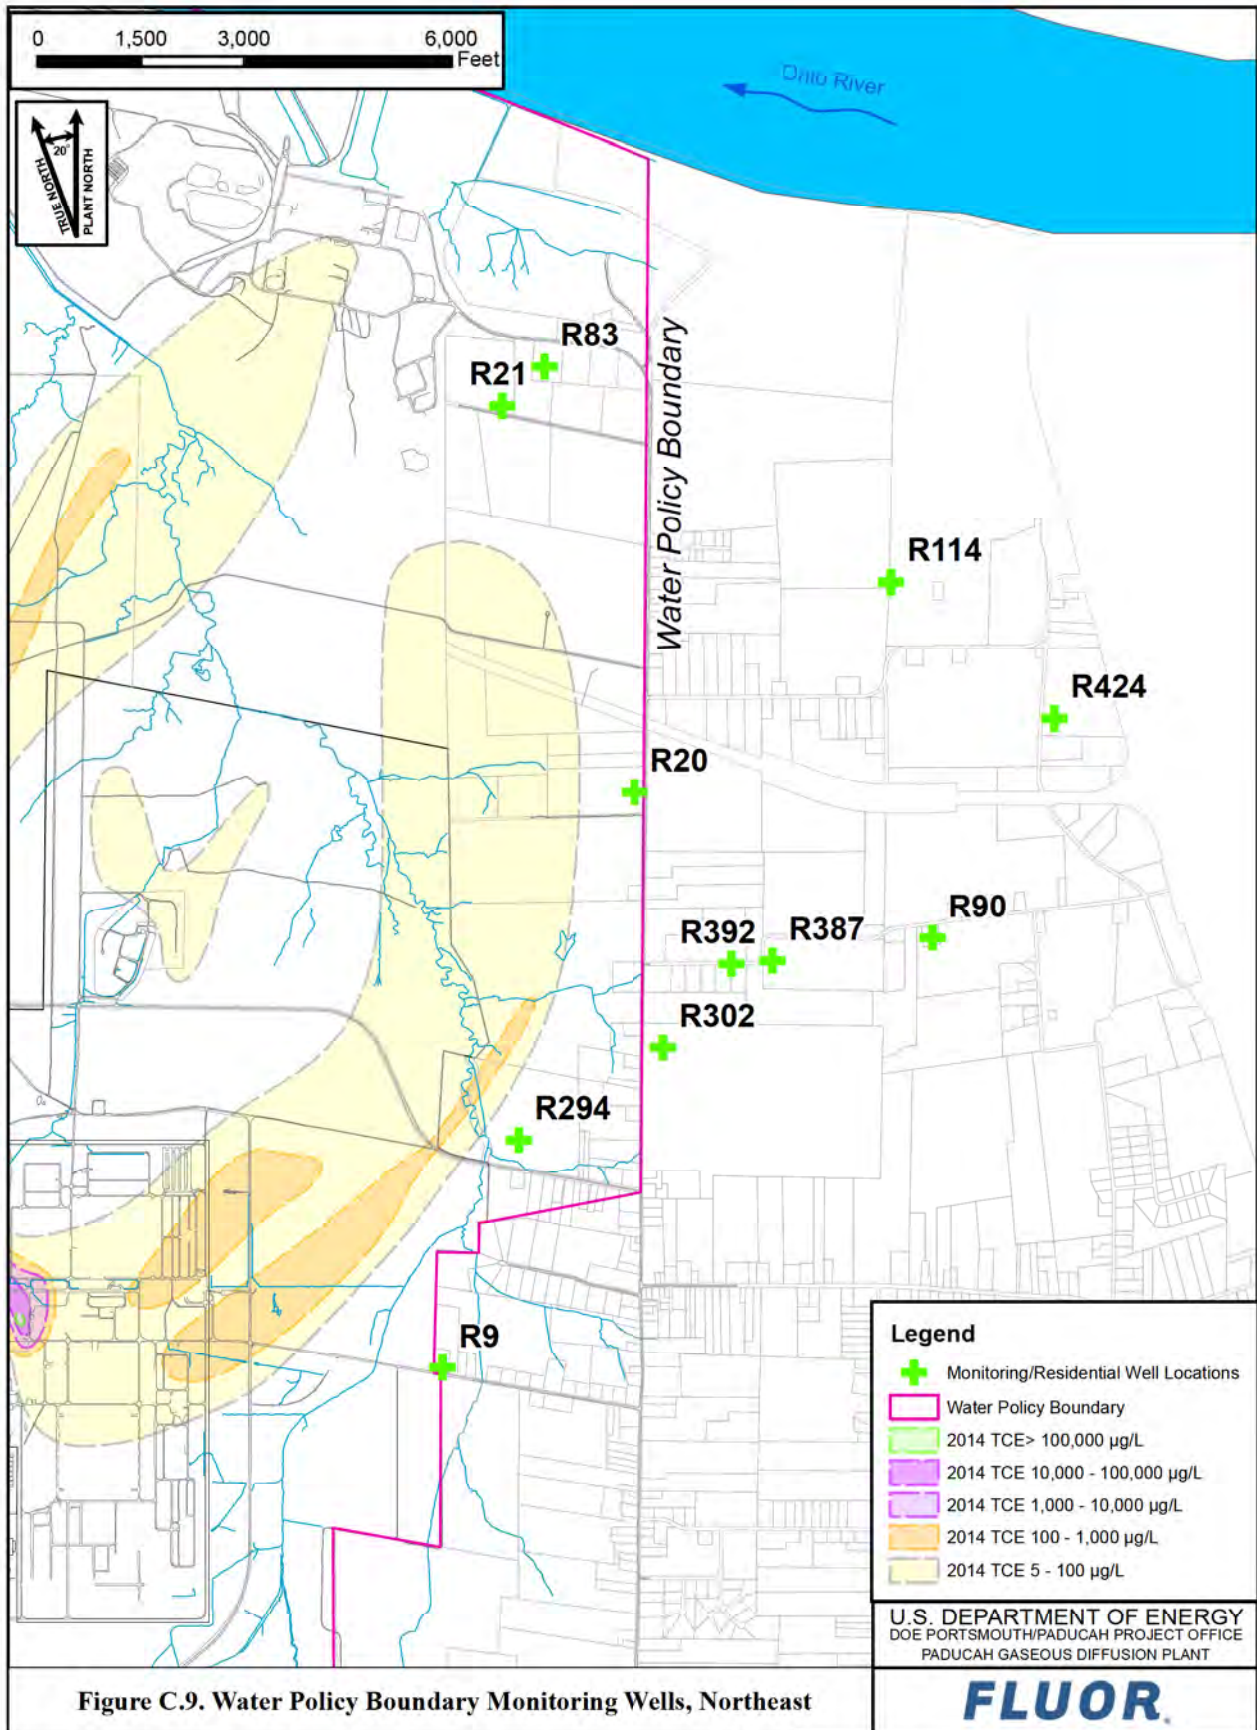 0 1,500 3,000 6,000
Feet
Ohio River
TRUE NORTH
20°
PLANT NORTH
R83
R21
Water Policy Boundary
R114
R424
R20
R90
R392
R387
R302
R294
R9
Legend
Monitoring/Residential Well Locations
Water Policy Boundary
2014 TCE> 100,000 µg/L
2014 TCE 10,000 - 100,000 µg/L
2014 TCE 1,000 - 10,000 µg/L
2014 TCE 100 - 1,000 µg/L
2014 TCE 5 - 100 µg/L
U.S. DEPARTMENT OF ENERGY
DOE PORTSMOUTH/PADUCAH PROJECT OFFICE
PADUCAH GASEOUS DIFFUSION PLANT
Figure C.9. Water Policy Boundary Monitoring Wells, Northeast
FLUOR.